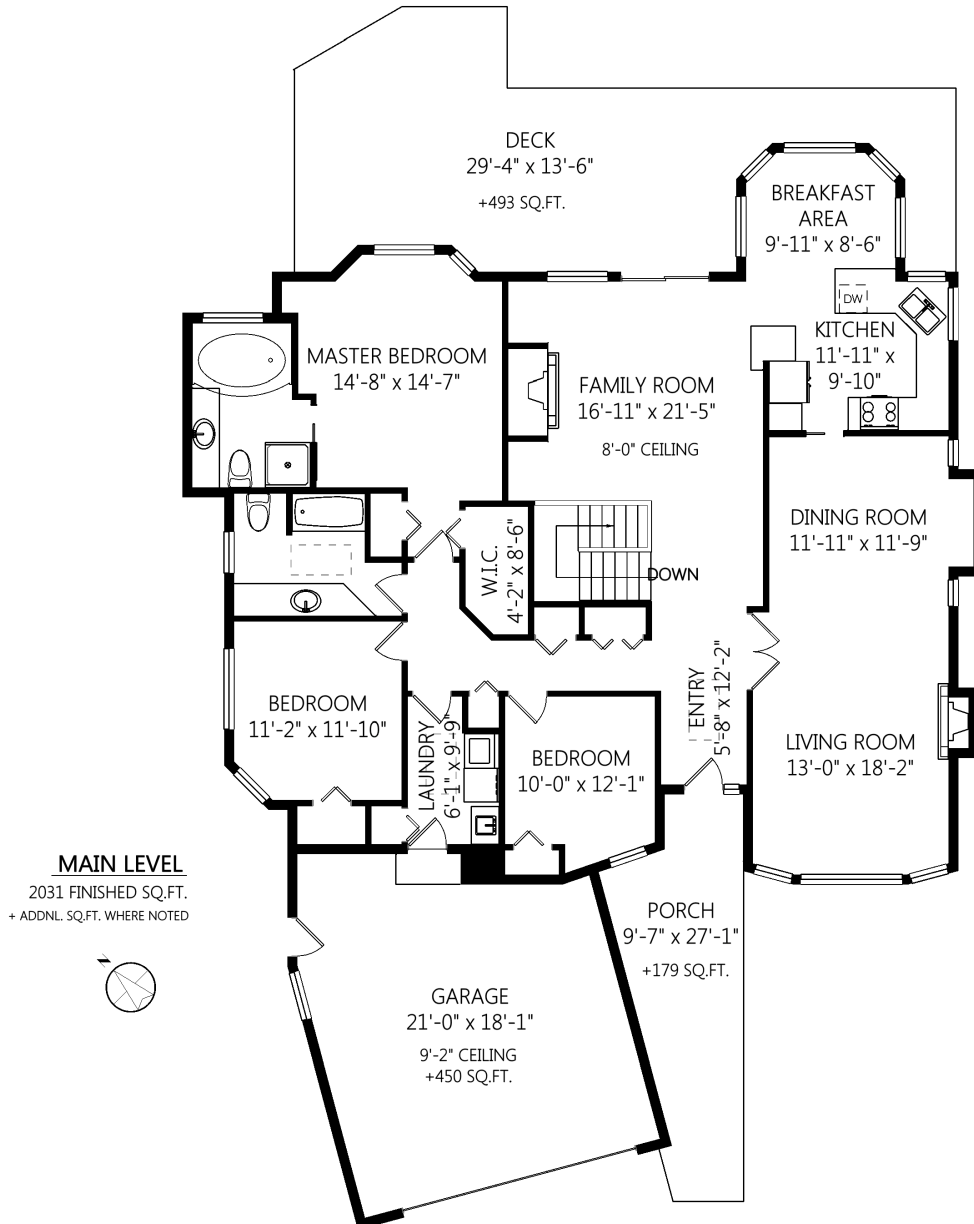 DECK
29'-4" x 13'-6"
+493 SQ.FT.
BREAKFAST
AREA
9'-11" x 8'-6"
DW
KITCHEN
11'-11" x
9'-10"
MASTER BEDROOM
14'-8" x 14'-7"
FAMILY ROOM
16'-11" x 21'-5"
8'-0" CEILING
DINING ROOM
11'-11" x 11'-9"
W.I.C.
4'-2" x 8'-6"
DOWN
ENTRY
5'-8" x 12'-2"
BEDROOM
11'-2" x 11'-10"
LAUNDRY
6'-1" x 9'-9"
BEDROOM
10'-0" x 12'-1"
LIVING ROOM
13'-0" x 18'-2"
MAIN LEVEL
2031 FINISHED SQ.FT.
+ ADDNL. SQ.FT. WHERE NOTED
N
PORCH
9'-7" x 27'-1"
+179 SQ.FT.
GARAGE
21'-0" x 18'-1"
9'-2" CEILING
+450 SQ.FT.